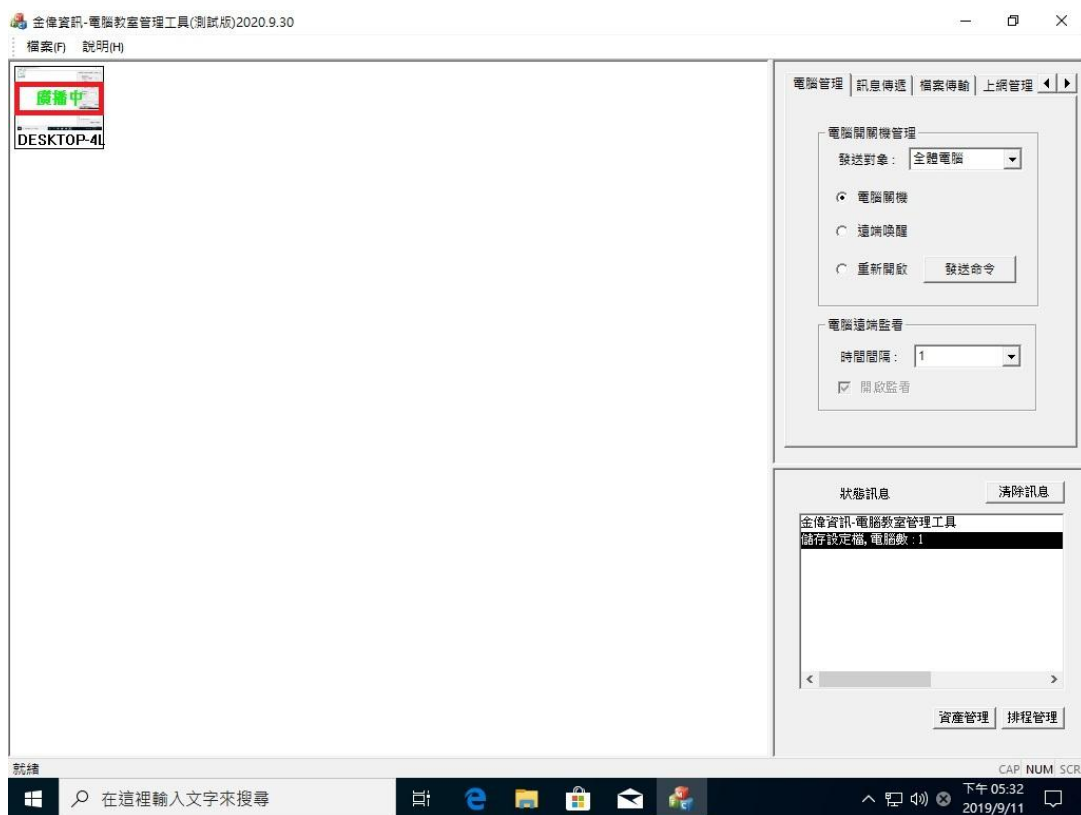 金偉資訊-電腦教室管理工具(測試版)2020.9.30
檔案(F) 說明(H)
廣播中
DESKTOP-4L
電腦管理 訊息傳遞 檔案傳輸 上網管理
電腦開關機管理
發送對象: 全體電腦
電腦關機
遠端喚醒
重新開啟 發送命令
電腦遠端監看
時間間隔: 1
開啟監看
狀態訊息 清除訊息
金偉資訊-電腦教室管理工具
儲存設定檔, 電腦數 : 1
資產管理 排程管理
就緒 CAP NUM SCR
在這裡輸入文字來搜尋
下午 05:32
2019/9/11